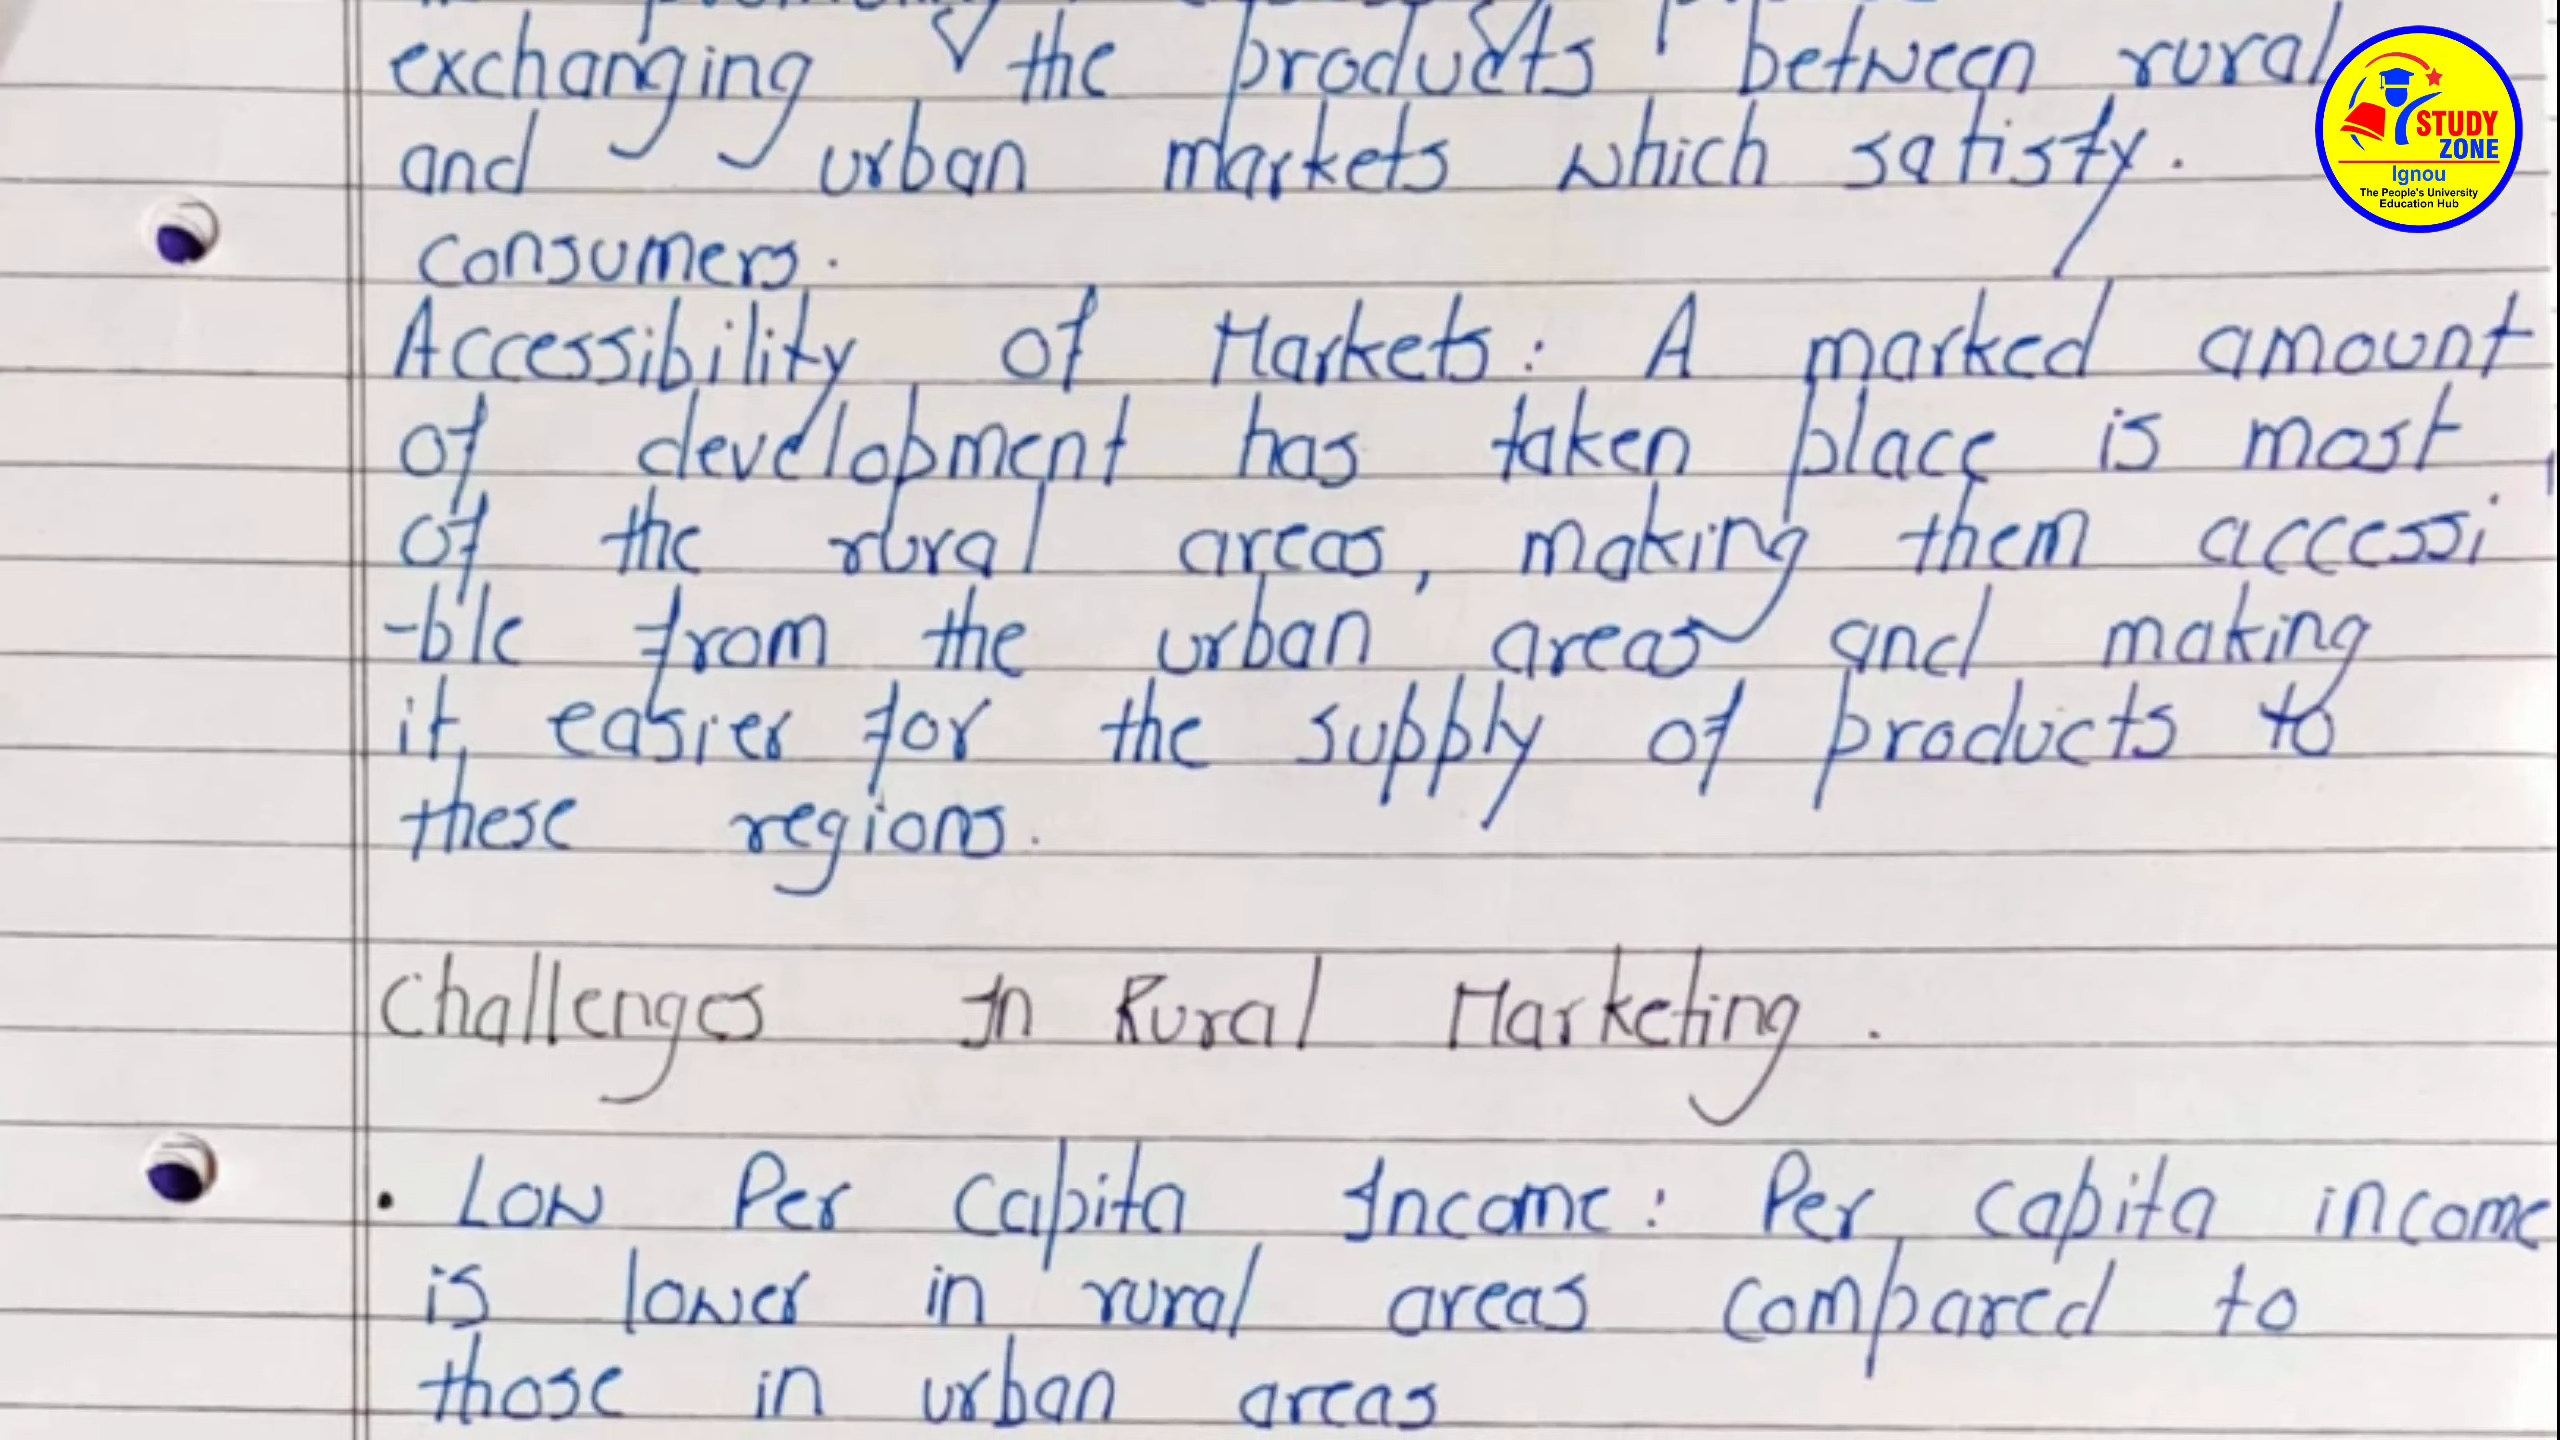 exchanging the products between rural
and urban markets which satisfy.
consumers.
Accessibility of Markets: A marked amount
of development has taken place is most
of the rural areas, making them accessi
-ble from the urban areas and making
it easier for the supply of products to
these regions.
Challenges In Rural Marketing.
• Low Per Capita Income: Per capita income
is lower in rural areas compared to
those in urban areas
STUDY
ZONE
Ignou
The People's University
Education Hub